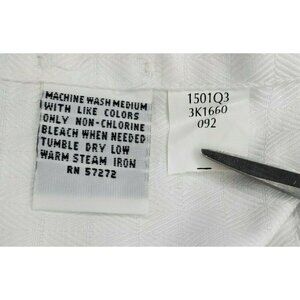 MACHINE WASH MEDIUM
WITH LIKE COLORS
ONLY NON-CHLORINE
BLEACH WHEN NEEDED
TUMBLE DRY LOW
WARM STEAM IRON
RN 57272
1501Q3
3K1660
092